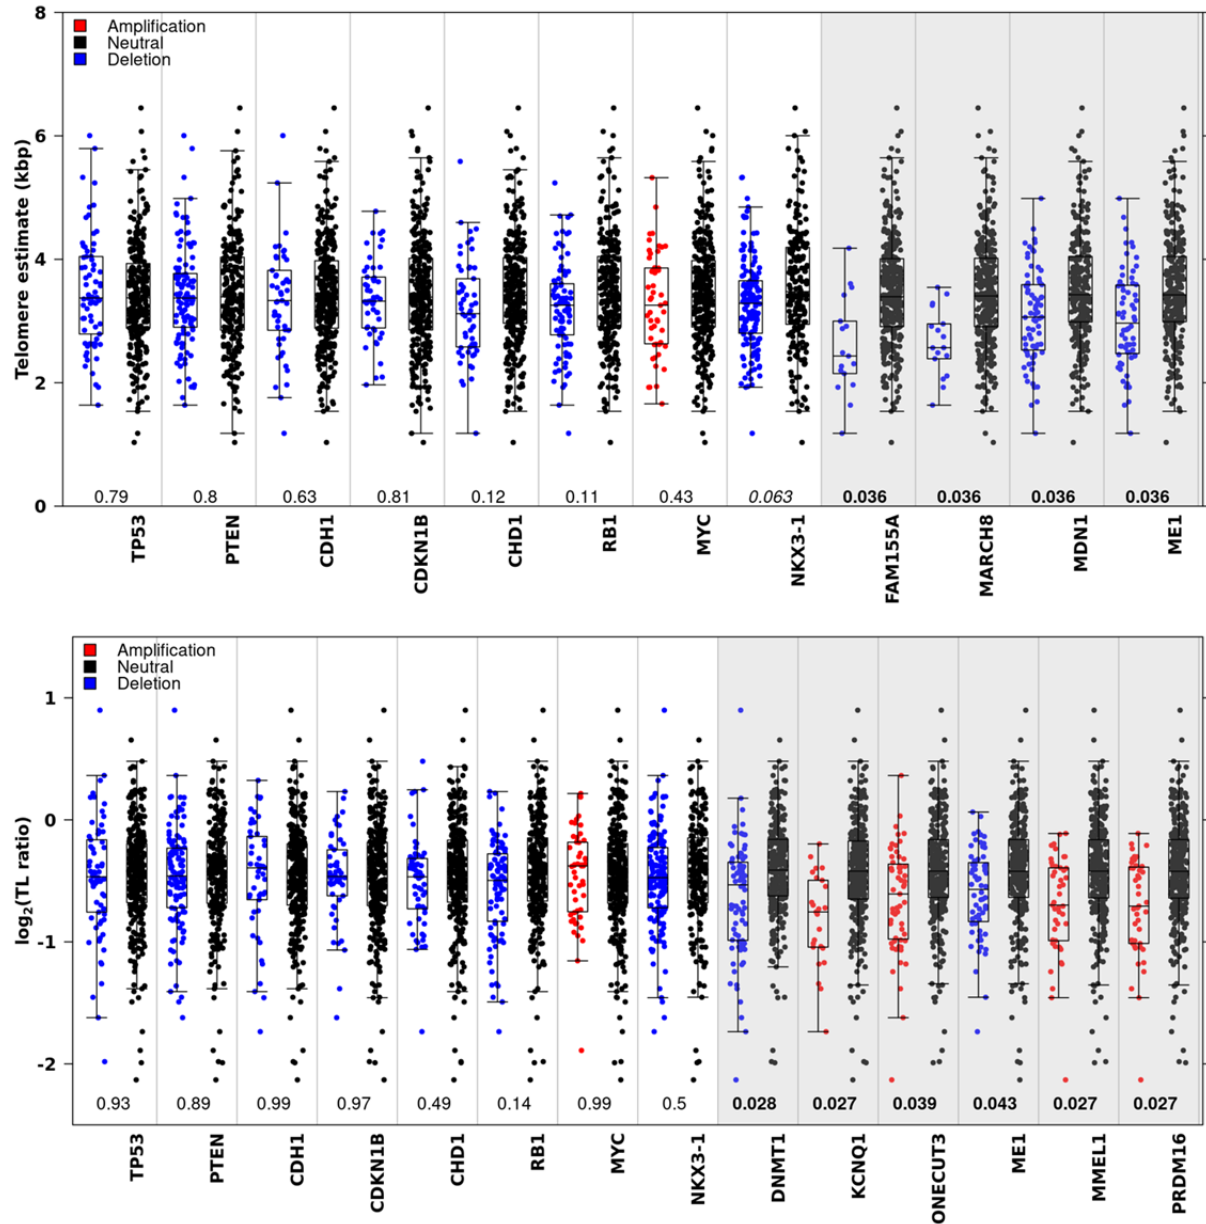 Amplification
Neutral
Deletion
Telomere estimate (kbp)
8
6
4
2
0
0.79 0.8 0.63 0.81 0.12 0.11 0.43 0.063 0.036 0.036 0.036 0.036
TP53 PTEN CDH1 CDKN1B CHD1 RB1 MYC NKX3-1 FAM155A MARCH8 MDN1 ME1
Amplification
Neutral
Deletion
log2(TL ratio)
1
0
-1
-2
0.93 0.89 0.99 0.97 0.49 0.14 0.99 0.5 0.028 0.027 0.039 0.043 0.027 0.027
TP53 PTEN CDH1 CDKN1B CHD1 RB1 MYC NKX3-1 DNMT1 KCNQ1 ONECUT3 ME1 MMEL1 PRDM16